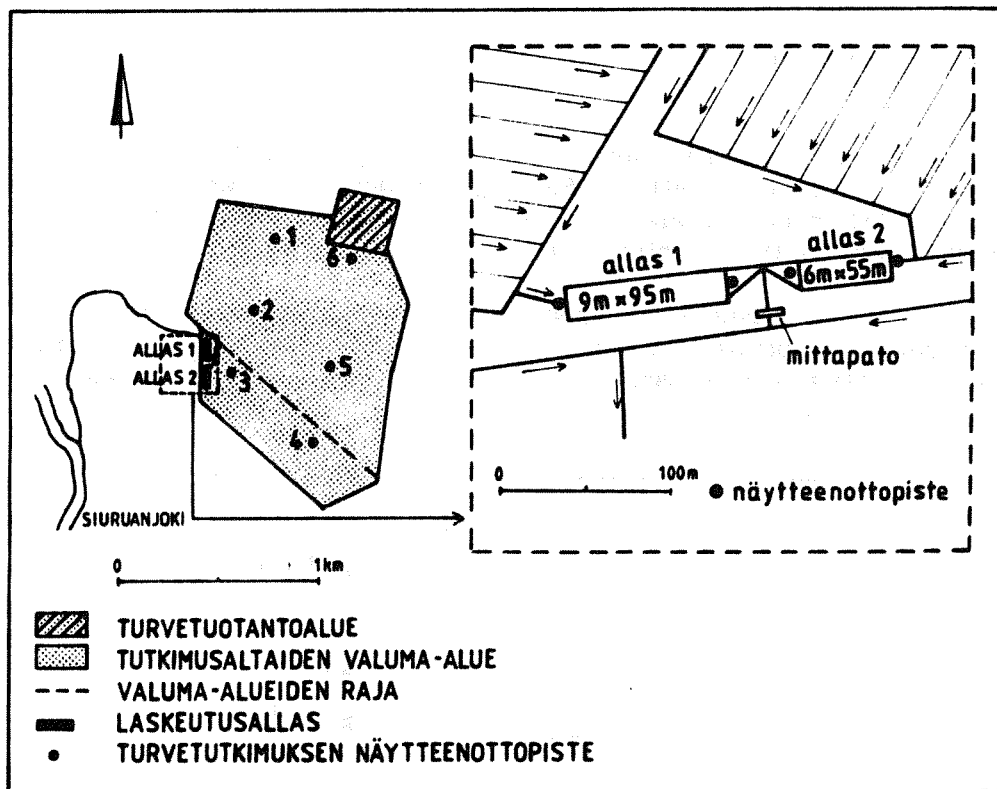 1
6
2
ALLAS 1
ALLAS 2
3
5
4
SIURUANJOKI
0 1km
allas 1
9m × 95m
allas 2
6m × 55m
mittapato
0 100m
näytteenottopiste
TURVETUOTANTOALUE
TUTKIMUSALTAIDEN VALUMA-ALUE
VALUMA-ALUEIDEN RAJA
LASKEUTUSALLAS
TURVETUTKIMUKSEN NÄYTTEENOTTOPISTE